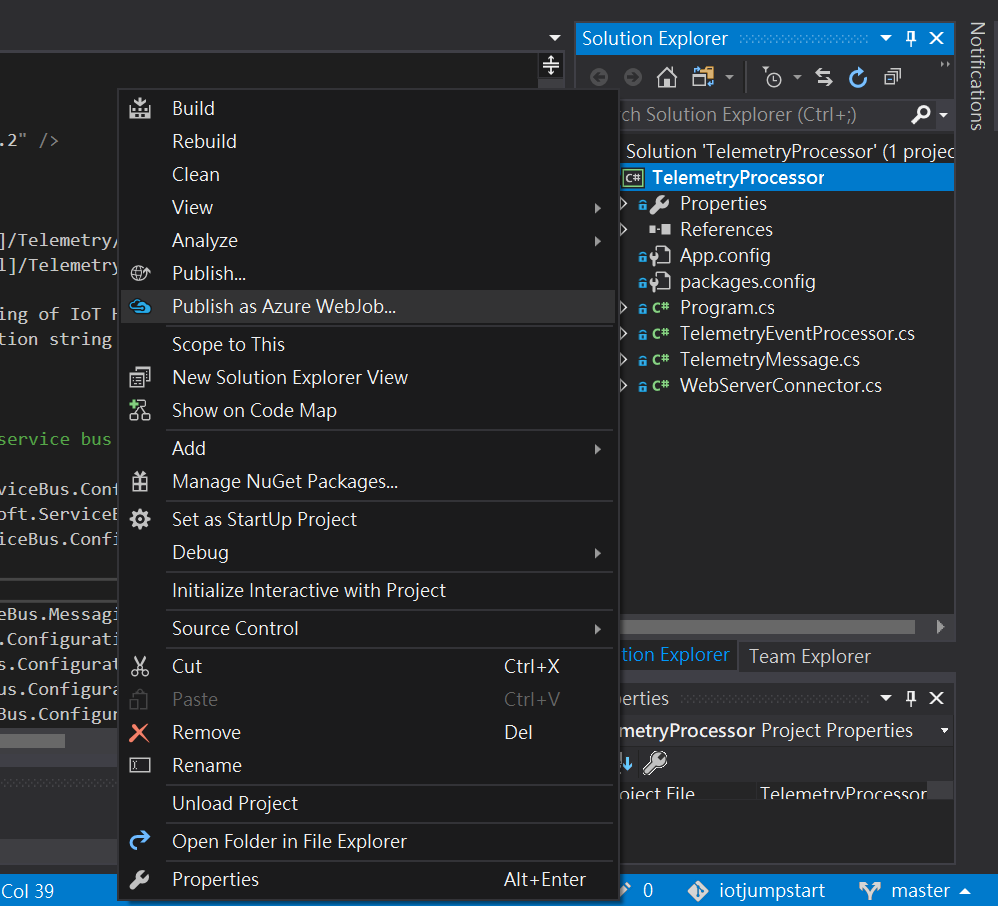 Solution Explorer
Notifications
ch Solution Explorer (Ctrl+;)
Solution 'TelemetryProcessor' (1 projec
C# TelemetryProcessor
Properties
References
App.config
packages.config
C# Program.cs
C# TelemetryEventProcessor.cs
C# TelemetryMessage.cs
C# WebServerConnector.cs
tion Explorer
Team Explorer
perties
metryProcessor Project Properties
oject File TelemetryProcessor
.2" />
]/Telemetry/
l]/Telemetry
ing of IoT H
tion string
service bus
viceBus.Conf
oft.ServiceB
iceBus.Confi
eBus.Messagi
.Configurati
s.Configurat
us.Configura
Bus.Configur
Build
Rebuild
Clean
View
Analyze
Publish...
Publish as Azure WebJob...
Scope to This
New Solution Explorer View
Show on Code Map
Add
Manage NuGet Packages...
Set as StartUp Project
Debug
Initialize Interactive with Project
Source Control
Cut Ctrl+X
Paste Ctrl+V
Remove Del
Rename
Unload Project
Open Folder in File Explorer
Properties Alt+Enter
Col 39
0
iotjumpstart
master